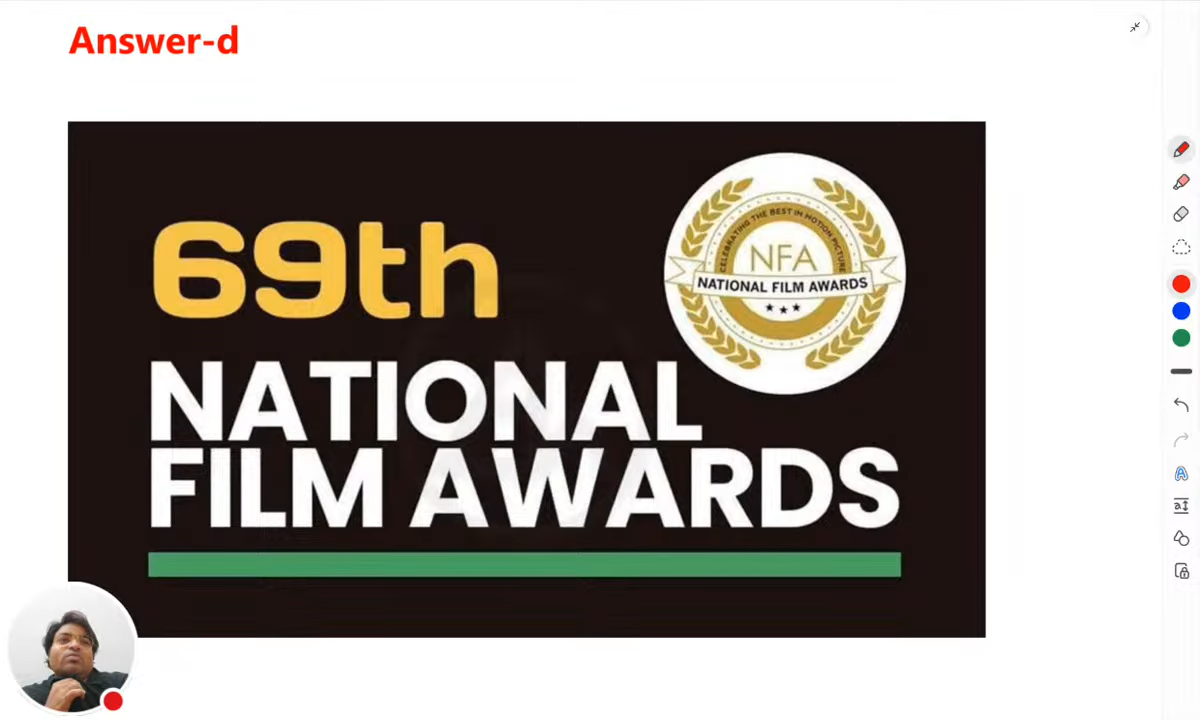 Answer-d
69th
NATIONAL
FILM AWARDS
CELEBRATING THE BEST IN MOTION PICTURE
NFA
NATIONAL FILM AWARDS